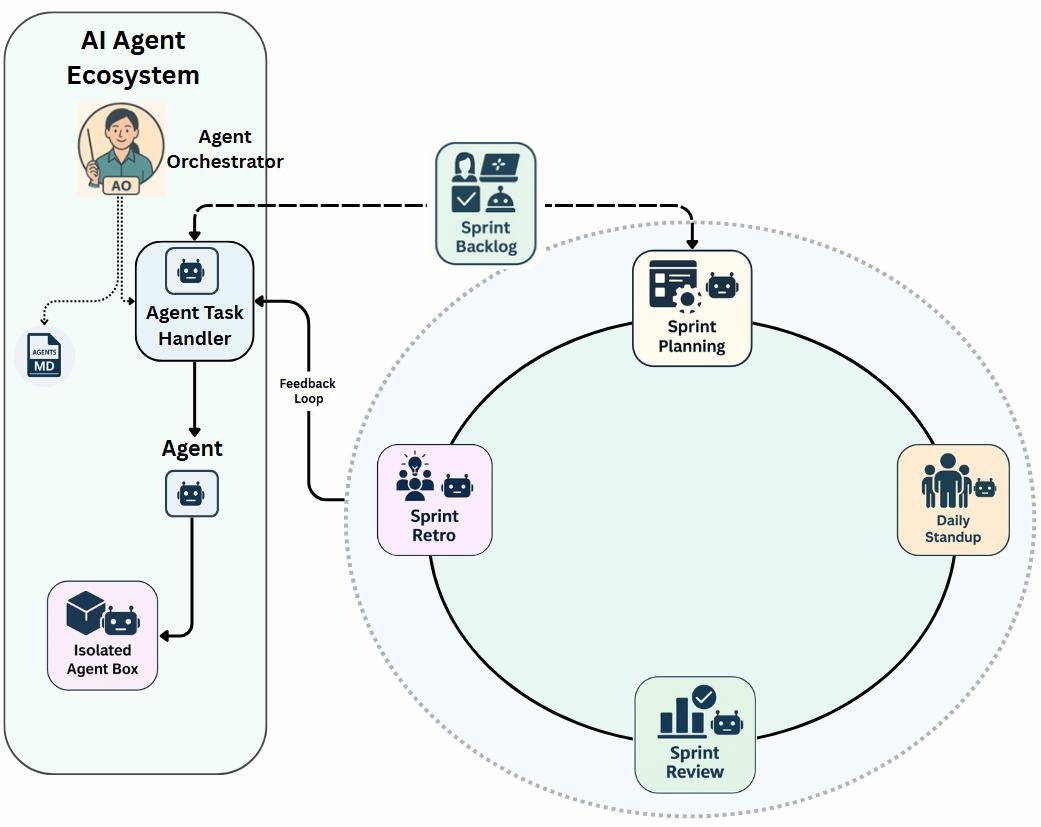 AI Agent
Ecosystem
Agent
Orchestrator
AO
Sprint
Backlog
Agent Task
Handler
AGENTS
MD
Sprint
Planning
Feedback
Loop
Agent
Sprint
Retro
Daily
Standup
Isolated
Agent Box
Sprint
Review